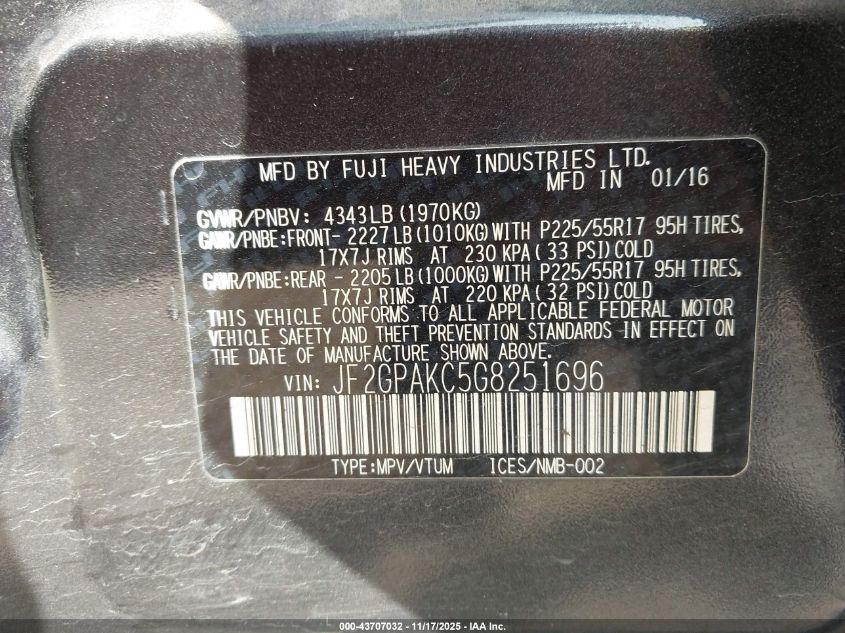 MFD BY FUJI HEAVY INDUSTRIES LTD.
MFD IN 01/16
GVWR/PNBV: 4343LB(1970KG)
GAWR/PNBE:FRONT- 2227LB(1010KG)WITH P225/55R17 95H TIRES,
17X7J RIMS AT 230 KPA( 33 PSI)COLD
GAWR/PNBE:REAR - 2205LB(1000KG)WITH P225/55R17 95H TIRES,
17X7J RIMS AT 220 KPA( 32 PSI)COLD
THIS VEHICLE CONFORMS TO ALL APPLICABLE FEDERAL MOTOR
VEHICLE SAFETY AND THEFT PREVENTION STANDARDS IN EFFECT ON
THE DATE OF MANUFACTURE SHOWN ABOVE.
VIN: JF2GPAKC5G8251696
TYPE:MPV/VTUM ICES/NMB-002
000-43707032 - 11/17/2025 - IAA Inc.